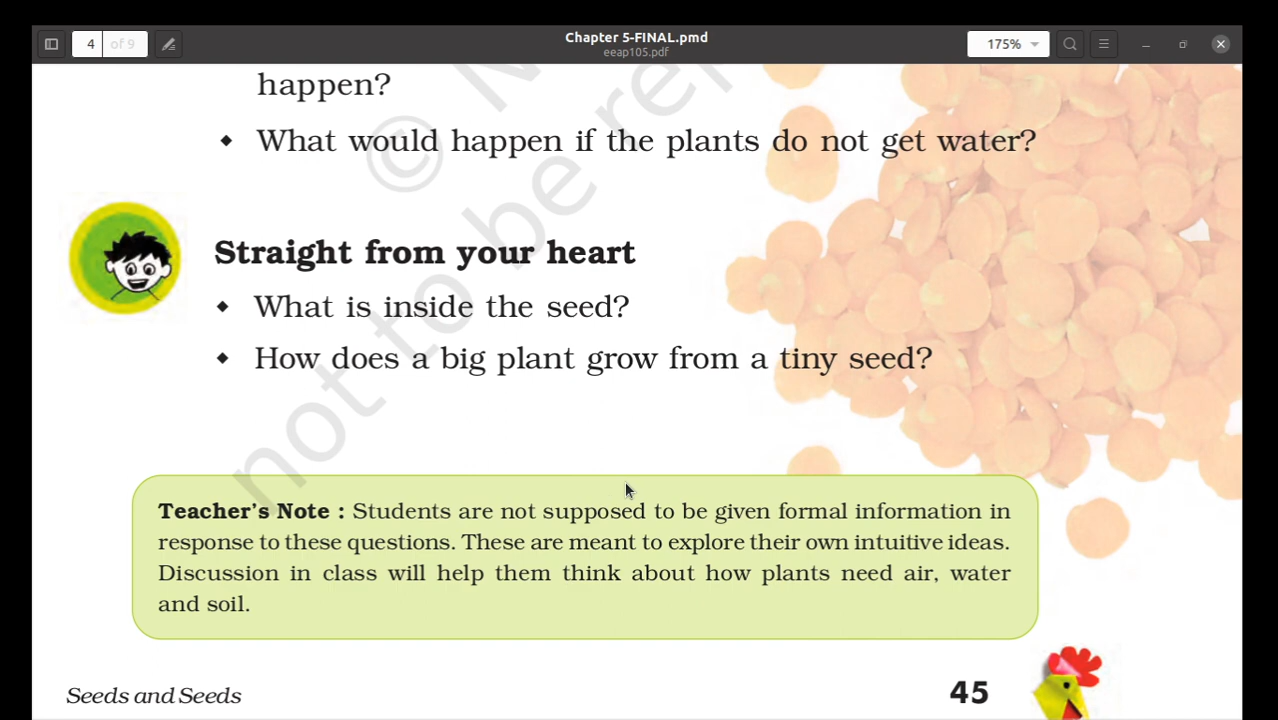 4 of 9
Chapter 5-FINAL.pmd
eeap105.pdf
175%
happen?
What would happen if the plants do not get water?
Straight from your heart
What is inside the seed?
How does a big plant grow from a tiny seed?
Teacher's Note : Students are not supposed to be given formal information in
response to these questions. These are meant to explore their own intuitive ideas.
Discussion in class will help them think about how plants need air, water
and soil.
Seeds and Seeds
45
© N
not to be rep